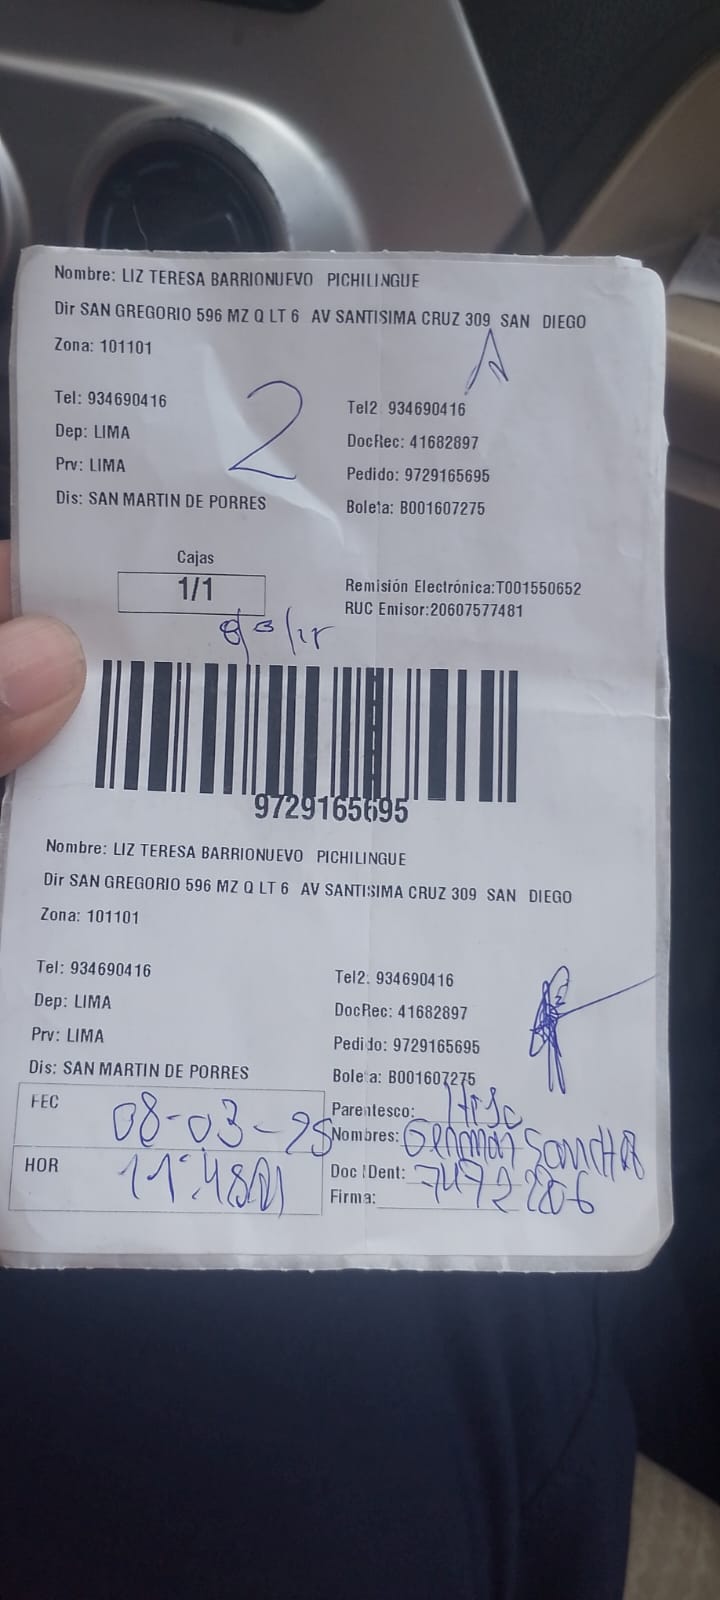 Nombre: LIZ TERESA BARRIONUEVO PICHILINGUE
Dir SAN GREGORIO 596 MZ Q LT 6 AV SANTISIMA CRUZ 309 SAN DIEGO
A
Zona: 101101
2
Tel: 934690416 Tel2 934690416
Dep: LIMA DocRec: 41682897
Prv: LIMA Pedido: 9729165695
Dis: SAN MARTIN DE PORRES Boleta: B001607275
Cajas
1/1 Remisión Electrónica:T001550652
RUC Emisor:20607577481
9729165695
Nombre: LIZ TERESA BARRIONUEVO PICHILINGUE
Dir SAN GREGORIO 596 MZ Q LT 6 AV SANTISIMA CRUZ 309 SAN DIEGO
Zona: 101101
Tel: 934690416 Tel2: 934690416
Dep: LIMA DocRec: 41682897
Prv: LIMA Pedido: 9729165695
Dis: SAN MARTIN DE PORRES Boleta: B001607275
FEC 08-03-25 Parentesco:
Nombres: German
HOR Doc IDent:
Firma: